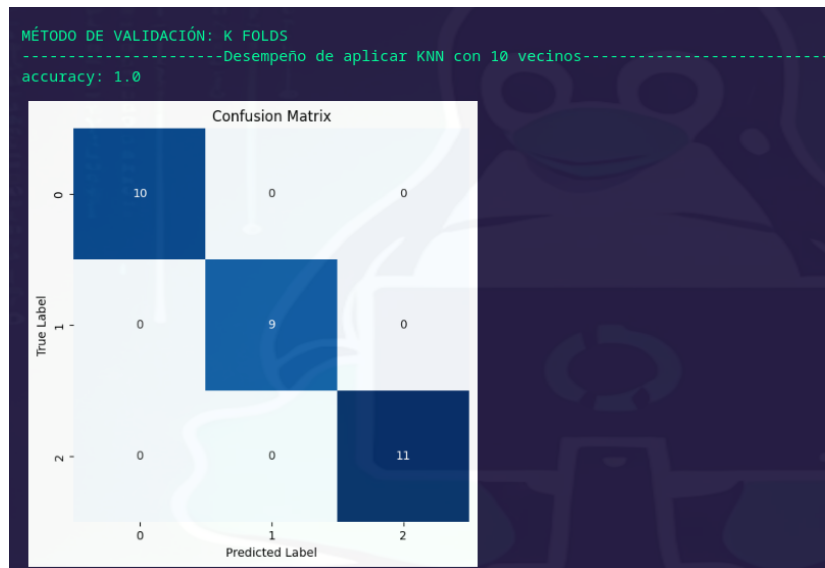 MÉTODO DE VALIDACIÓN: K FOLDS
----------------------Desempeño de aplicar KNN con 10 vecinos---------------------------
accuracy: 1.0
Confusion Matrix
0 10 0 0
1 0 9 0
2 0 0 11
0 1 2
True Label
Predicted Label